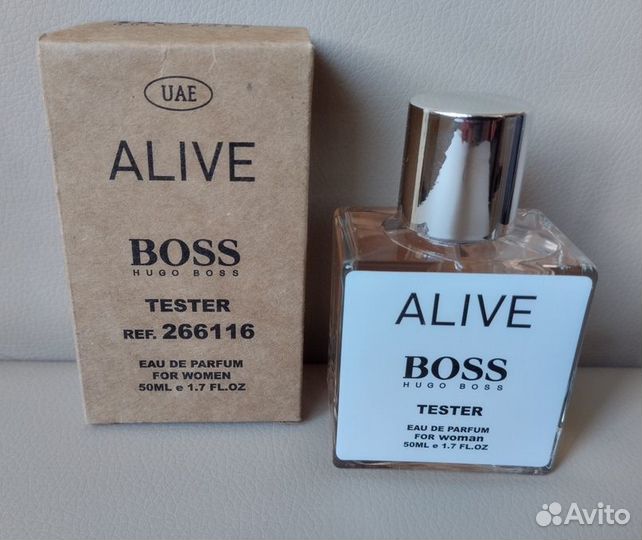 UAE
ALIVE
BOSS
HUGO BOSS
TESTER
REF. 266116
EAU DE PARFUM
FOR WOMEN
50ML e 1.7 FL.OZ
ALIVE
BOSS
HUGO BOSS
TESTER
EAU DE PARFUM
FOR woman
50ML e 1.7 FL.OZ
Avito